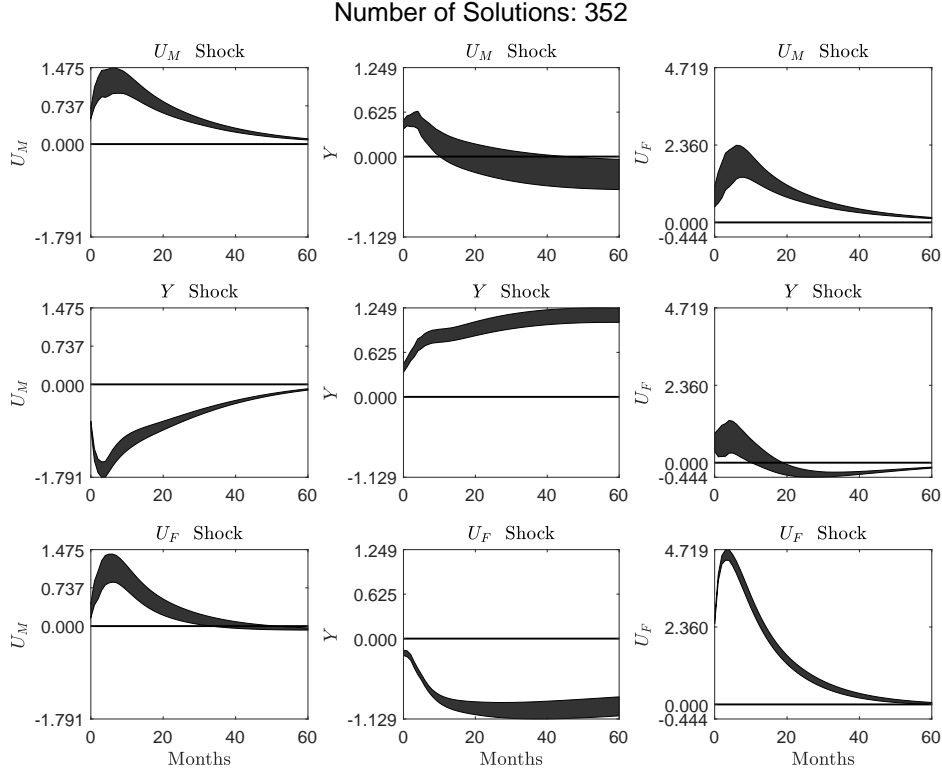 Number of Solutions: 352
U_M Shock
U_M Shock
U_M Shock
1.475
0.737
0.000
-1.791
U_M
0 20 40 60
1.249
0.625
0.000
-1.129
Y
0 20 40 60
4.719
2.360
0.000
-0.444
U_F
0 20 40 60
Y Shock
Y Shock
Y Shock
1.475
0.737
0.000
-1.791
U_M
0 20 40 60
1.249
0.625
0.000
-1.129
Y
0 20 40 60
4.719
2.360
0.000
-0.444
U_F
0 20 40 60
U_F Shock
U_F Shock
U_F Shock
1.475
0.737
0.000
-1.791
U_M
0 20 40 60
Months
1.249
0.625
0.000
-1.129
Y
0 20 40 60
Months
4.719
2.360
0.000
-0.444
U_F
0 20 40 60
Months